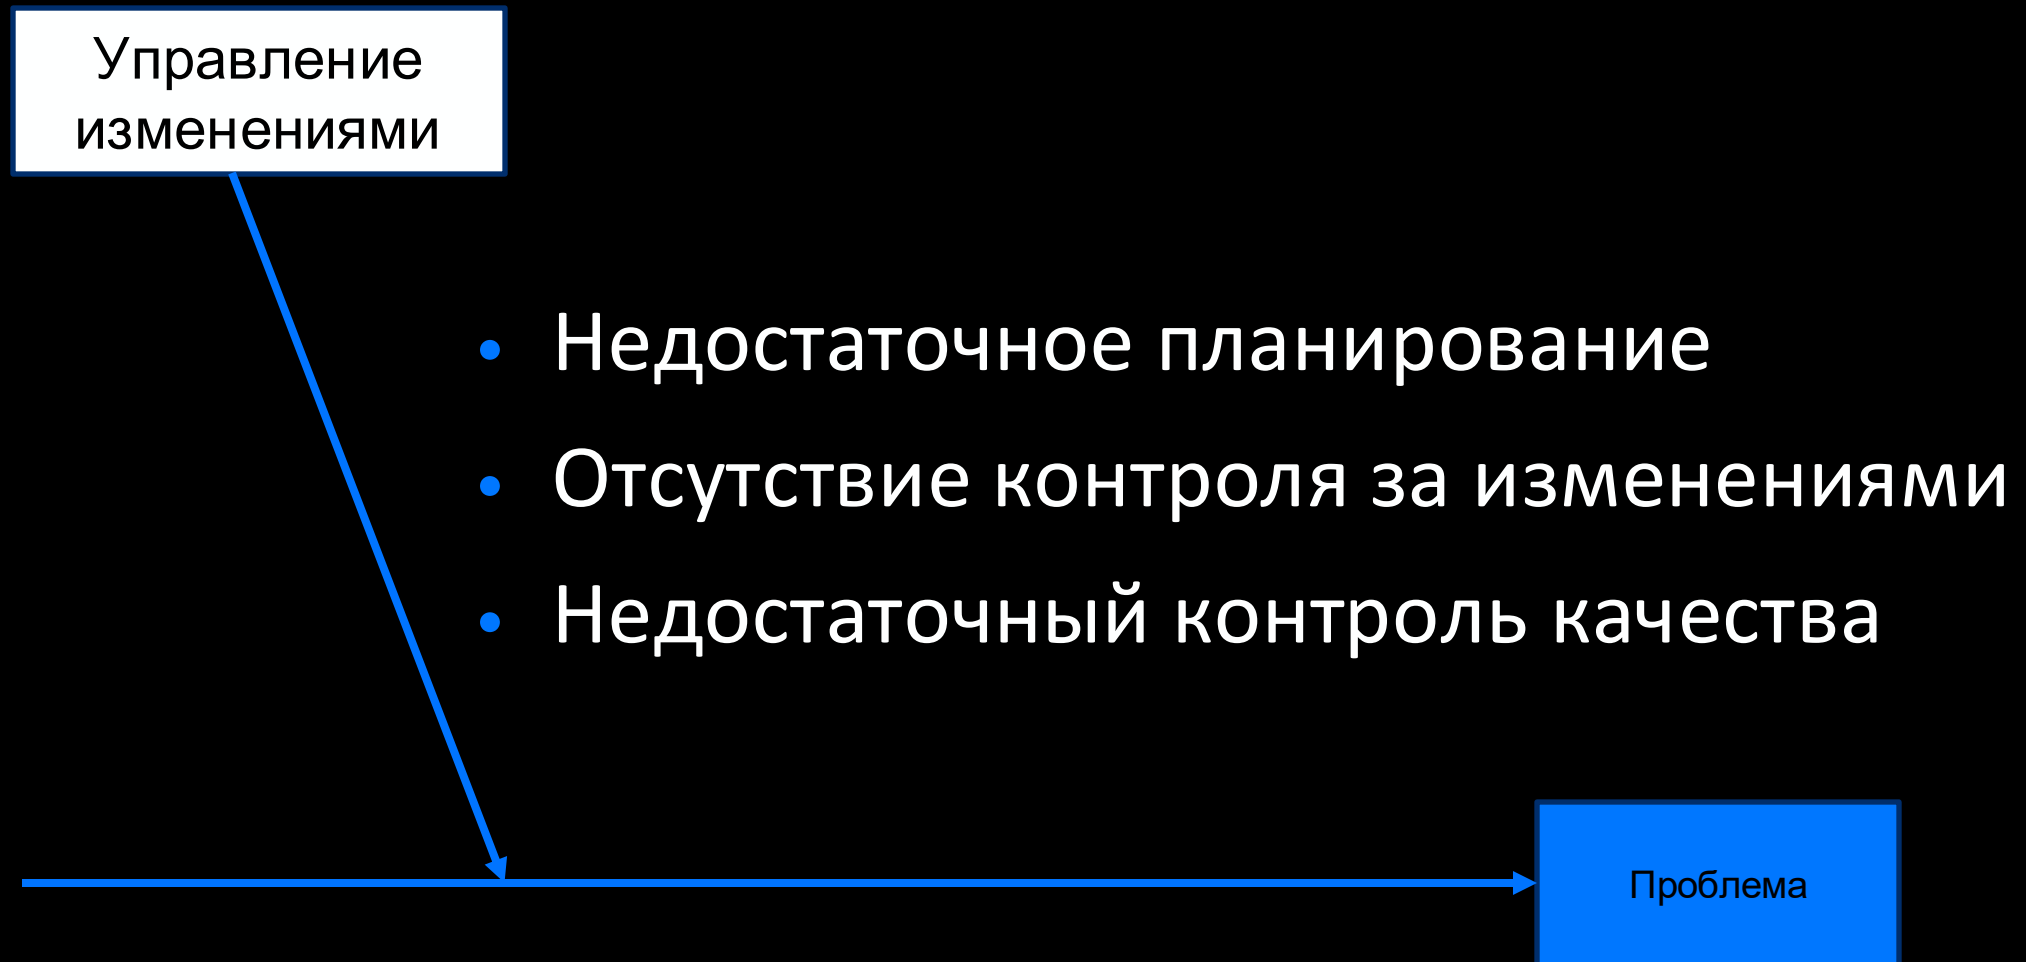 Управление
изменениями
Недостаточное планирование
Отсутствие контроля за изменениями
Недостаточный контроль качества
Проблема